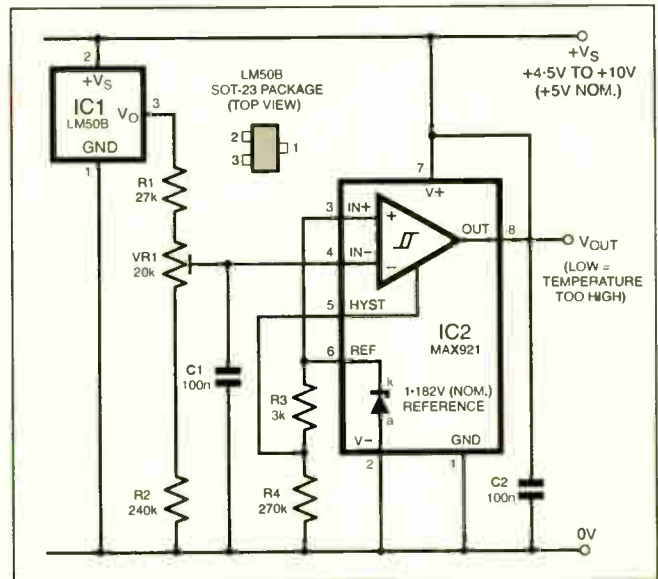 +VS
+4·5V TO +10V
(+5V NOM.)
2
+VS
IC1
LM50B
VO
3
GND
1
LM50B
SOT-23 PACKAGE
(TOP VIEW)
2
3
1
R1
27k
VR1
20k
R2
240k
C1
100n
7
V+
3
IN+
+
4
IN-
-
OUT
8
VOUT
(LOW =
TEMPERATURE
TOO HIGH)
5
HYST
IC2
MAX921
6
REF
R3
3k
k
a
1·182V (NOM.)
REFERENCE
V-
GND
2
1
R4
270k
C2
100n
0V